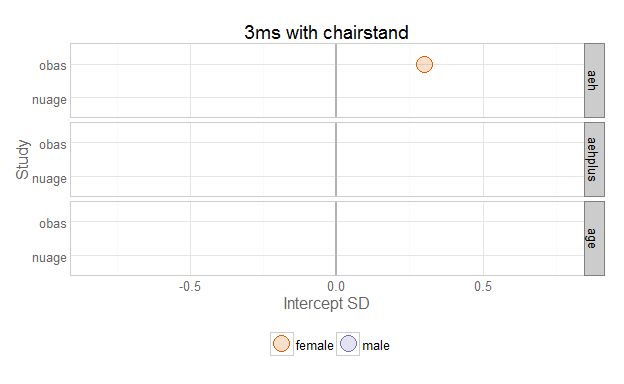 3ms with chairstand
Study
obas
nuage
aeh
obas
nuage
aehplus
obas
nuage
age
-0.5 0.0 0.5
Intercept SD
female male